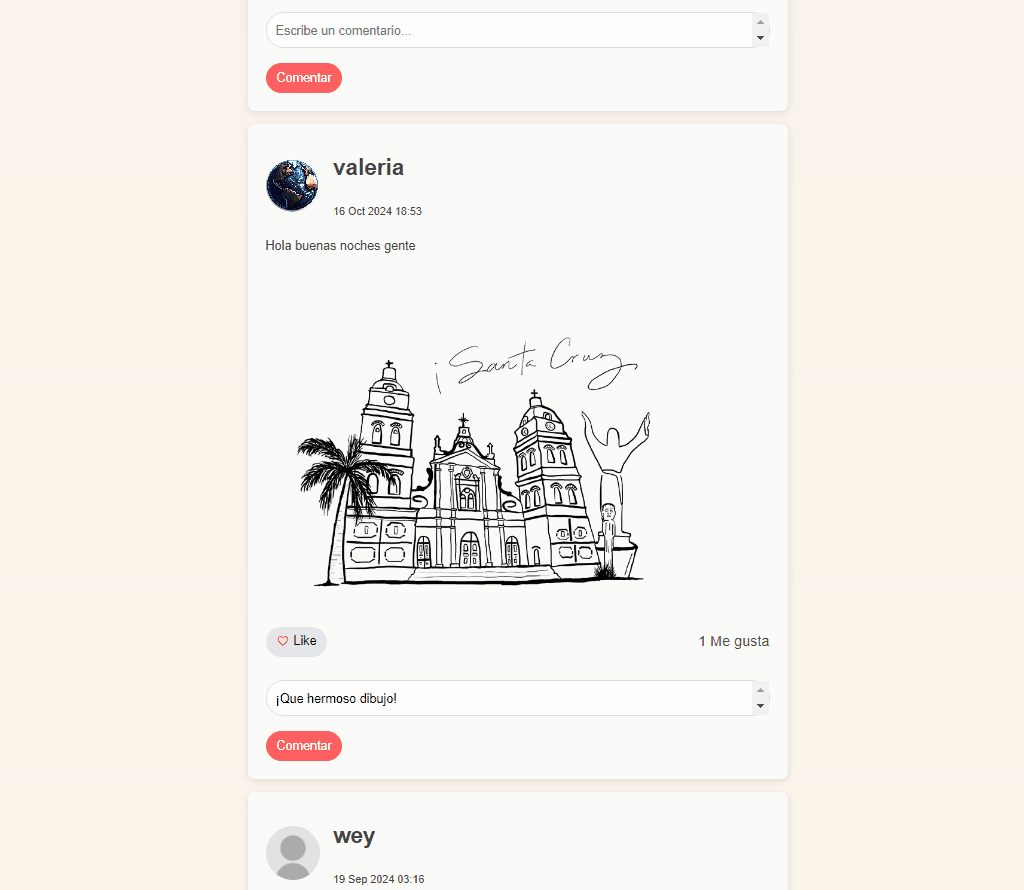 Escribe un comentario...
Comentar
valeria
16 Oct 2024 18:53
Hola buenas noches gente
¡Santa Cruz
Like
1 Me gusta
¡Que hermoso dibujo!
Comentar
wey
19 Sep 2024 03:16